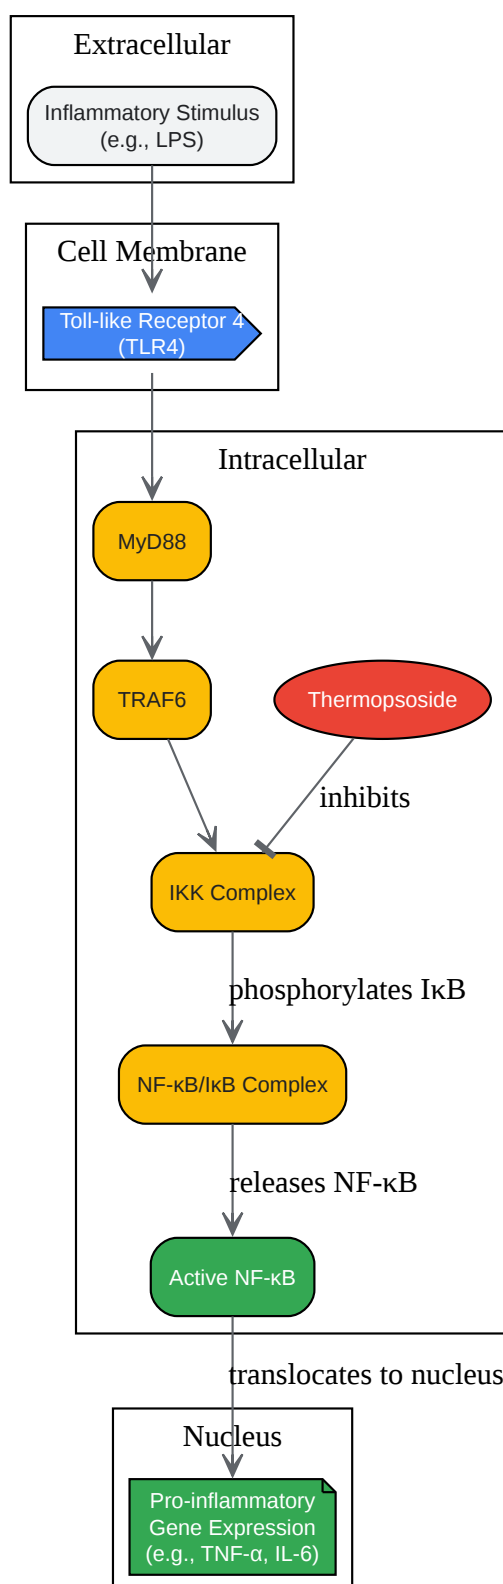 Extracellular
Inflammatory Stimulus
(e.g., LPS)
Cell Membrane
Toll-like Receptor 4
(TLR4)
Intracellular
MyD88
TRAF6
Thermopsoside
inhibits
IKK Complex
phosphorylates IκB
NF-κB/IκB Complex
releases NF-κB
Active NF-κB
translocates to nucleus
Nucleus
Pro-inflammatory
Gene Expression
(e.g., TNF-α, IL-6)